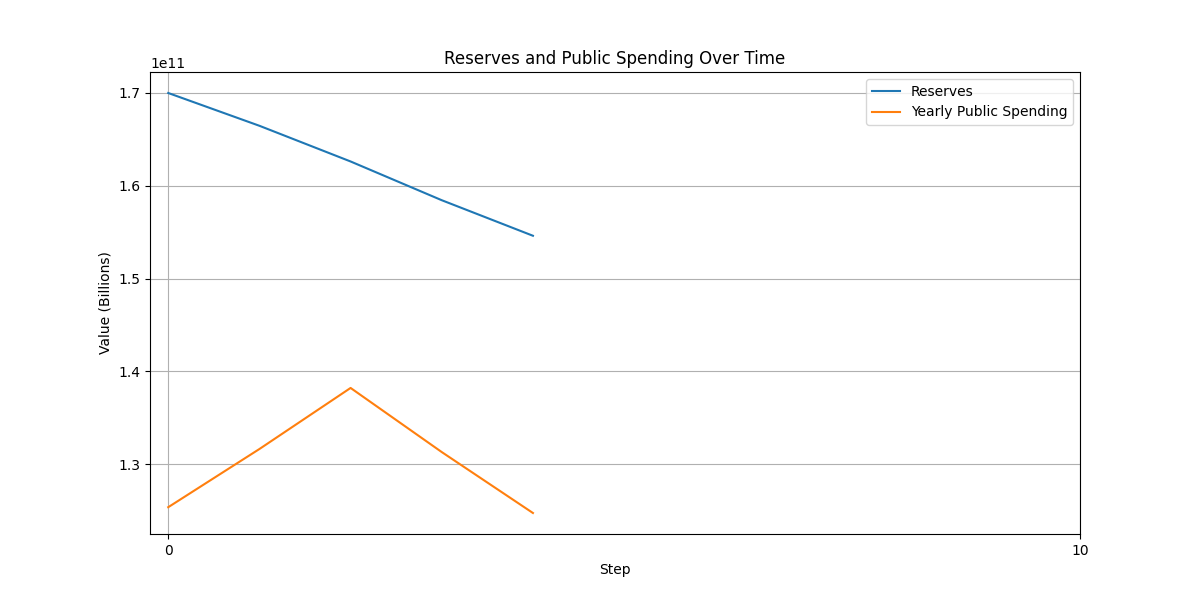 Reserves and Public Spending Over Time
1e11
Reserves
Yearly Public Spending
1.7
1.6
1.5
1.4
1.3
Value (Billions)
0
10
Step